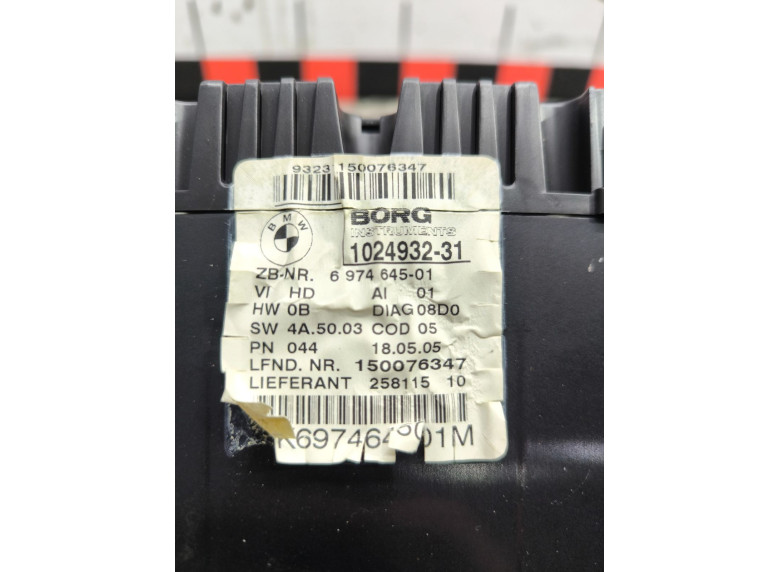 9323 150076347
BMW
BORG
INSTRUMENTS
1024932-31
ZB-NR. 6 974 645-01
VI HD AI 01
HW 0B DIAG 08D0
SW 4A.50.03 COD 05
PN 044 18.05.05
LFND. NR. 150076347
LIEFERANT 258115 10